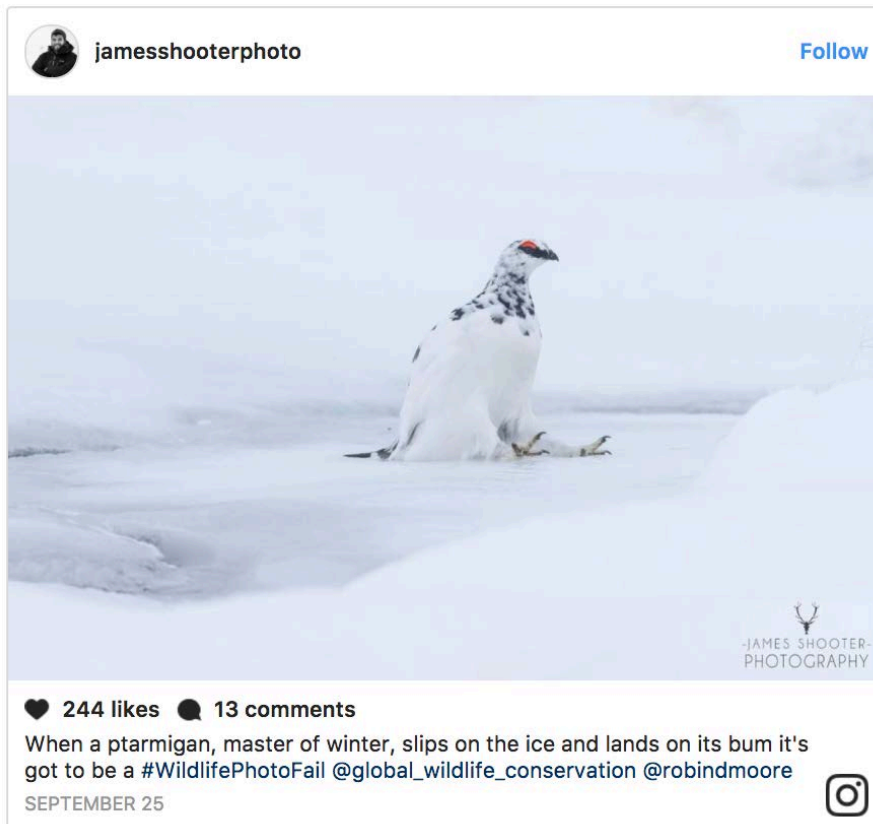 jamesshooterphoto
Follow
-JAMES SHOOTER-
PHOTOGRAPHY
244 likes 13 comments
When a ptarmigan, master of winter, slips on the ice and lands on its bum it's
got to be a #WildlifePhotoFail @global_wildlife_conservation @robindmoore
SEPTEMBER 25